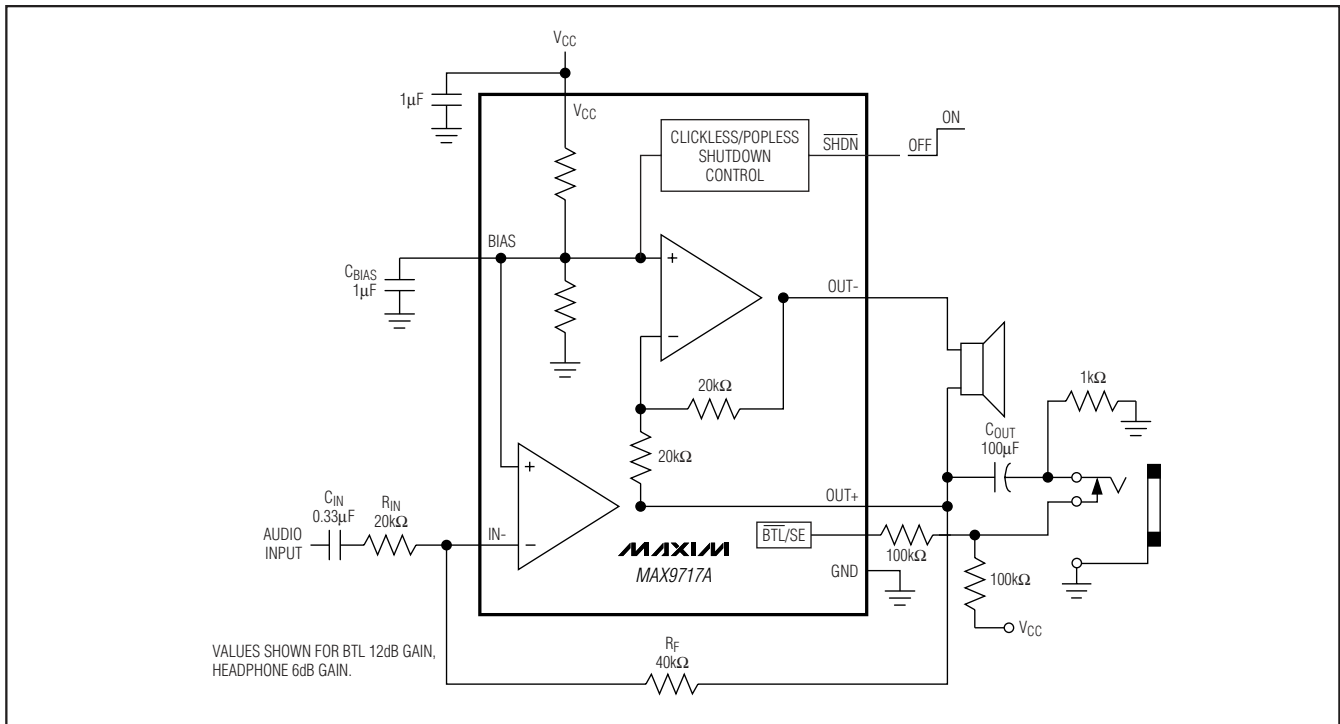 VCC
1µF
VCC
CLICKLESS/POPLESS
SHUTDOWN
CONTROL
SHDN
OFF
ON
BIAS
CBIAS
1µF
+
−
OUT-
20kΩ
20kΩ
1kΩ
COUT
100µF
+
−
OUT+
CIN
0.33µF
RIN
20kΩ
AUDIO
INPUT
IN-
MAXIM
MAX9717A
BTL/SE
100kΩ
GND
100kΩ
VCC
RF
40kΩ
VALUES SHOWN FOR BTL 12dB GAIN,
HEADPHONE 6dB GAIN.